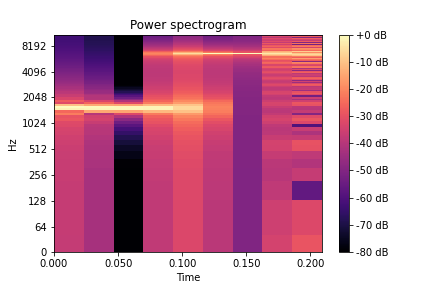 Power spectrogram
8192
4096
2048
1024
512
256
128
64
0
Hz
0.000 0.050 0.100 0.150 0.200
Time
+0 dB
-10 dB
-20 dB
-30 dB
-40 dB
-50 dB
-60 dB
-70 dB
-80 dB